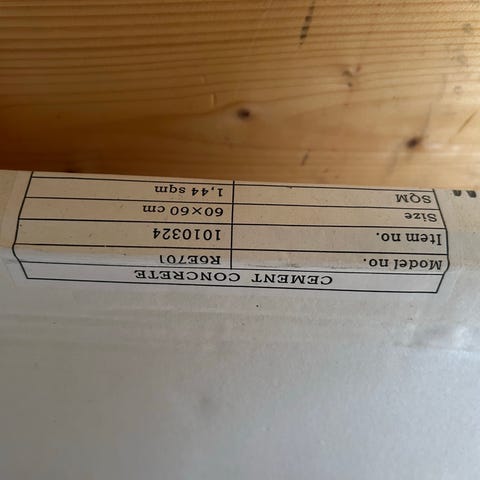 CEMENT CONCRETE
Model no. R6E701
Item no. 1010324
Size 60×60 cm
SQM 1,44 sqm